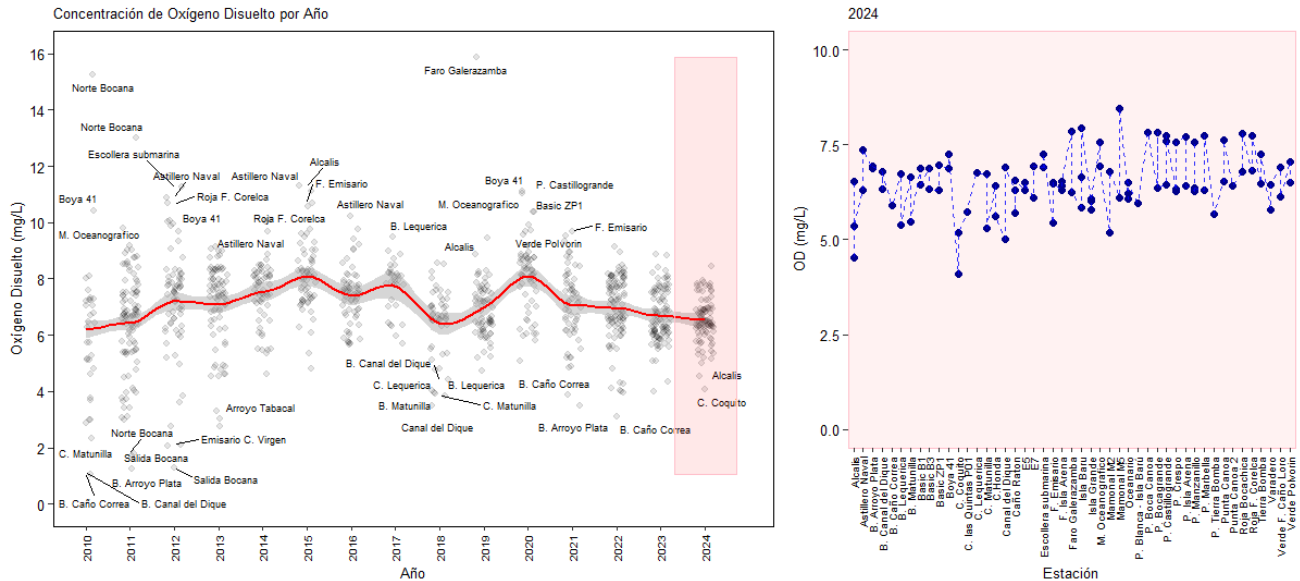 Concentración de Oxígeno Disuelto por Año
Oxígeno Disuelto (mg/L)
16
14
12
10
8
6
4
2
0
Faro Galerazamba
Norte Bocana
Norte Bocana
Escollera submarina
Alcalis
Astillero Naval
Astillero Naval
F. Emisario
Boya 41
P. Castillogrande
Boya 41
Roja F. Corelca
M. Oceanografico
Basic ZP1
Astillero Naval
Boya 41
Roja F. Corelca
B. Lequerica
F. Emisario
M. Oceanografico
Astillero Naval
Alcalis
Verde Polvorin
B. Canal del Dique
C. Lequerica
B. Lequerica
B. Caño Correa
Alcalis
B. Matunilla
C. Matunilla
C. Coquito
Arroyo Tabacal
Canal del Dique
B. Arroyo Plata
B. Caño Correa
Norte Bocana
Emisario C. Virgen
C. Matunilla
Salida Bocana
B. Arroyo Plata
Salida Bocana
B. Caño Correa
B. Canal del Dique
2010
2011
2012
2013
2014
2015
2016
2017
2018
2019
2020
2021
2022
2023
2024
Año
2024
OD (mg/L)
10.0
7.5
5.0
2.5
0.0
Alcalis
Astillero Naval
B. Arroyo Plata
B. Canal del Dique
B. Caño Correa
B. Lequerica
B. Matunilla
Basic B1
Basic B3
Basic ZP1
Boya 41
C. Coquito
C. las Quintas PQ1
C. Lequerica
C. Matunilla
C. Honda
Canal del Dique
Caño Ration
E5
E7
Escollera submarina
F. Emisario
F. Isla Arena
Faro Galerazamba
Isla Baru
Isla Grande
M. Oceanografico
Mamonal M2
Mamonal M5
Oceanario
P. Blanca - Isla Barú
P. Boca Cano
P. Bocagrande
P. Castillogrande
P. Crespo
P. Isla Arena
P. Manzanillo
P. Marbella
P. Tierra Bomba
Punta Canoa
Punta Canoa 2
Roja Bocachica
Roja F. Corelca
Tierra Bomba
Varadero
Verde F. Caño Loro
Verde Polvorin
Estación